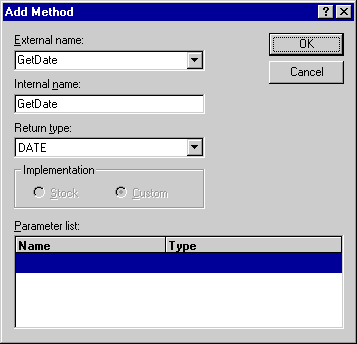 Add Method
External name:
GetDate
OK
Cancel
Internal name:
GetDate
Return type:
DATE
Implementation
Stock
Custom
Parameter list:
Name Type